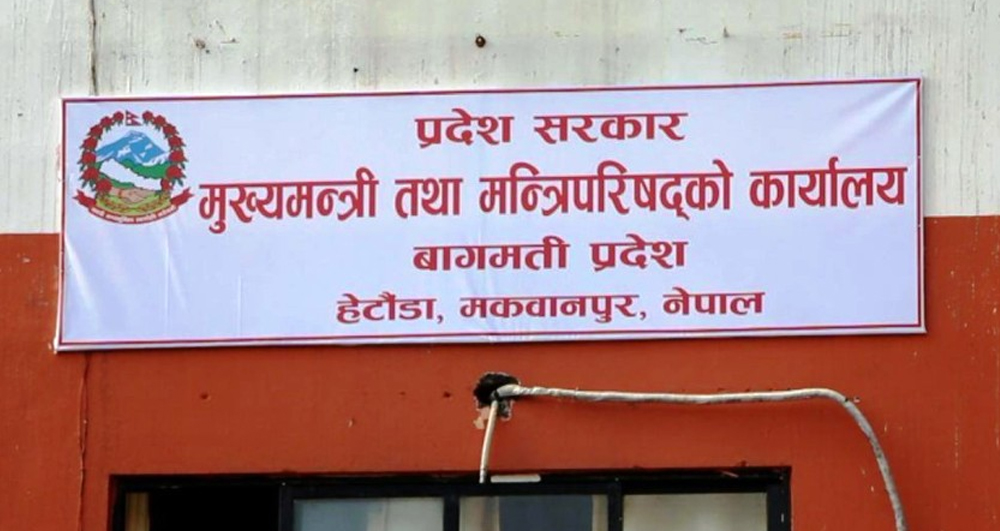 प्रदेश सरकार
मुख्यमन्त्री तथा मन्त्रिपरिषद्को कार्यालय
बागमती प्रदेश
हेटौंडा, मकवानपुर, नेपाल